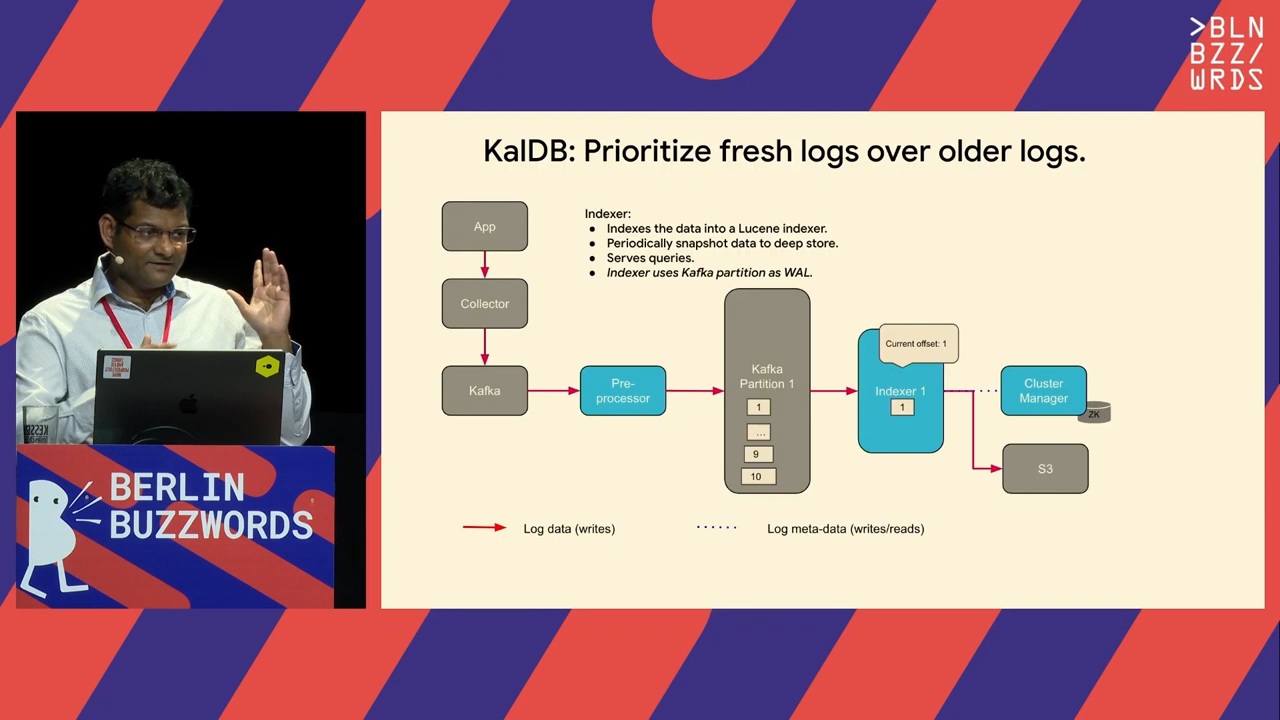 >BLN
BZZ/
WRDS
KalDB: Prioritize fresh logs over older logs.
App
Indexer:
● Indexes the data into a Lucene indexer.
● Periodically snapshot data to deep store.
● Serves queries.
● Indexer uses Kafka partition as WAL.
Collector
Kafka
Pre-
processor
Kafka
Partition 1
1
...
9
10
Current offset: 1
Indexer 1
1
Cluster
Manager
ZK
S3
Log data (writes)
Log meta-data (writes/reads)
BERLIN
BUZZWORDS